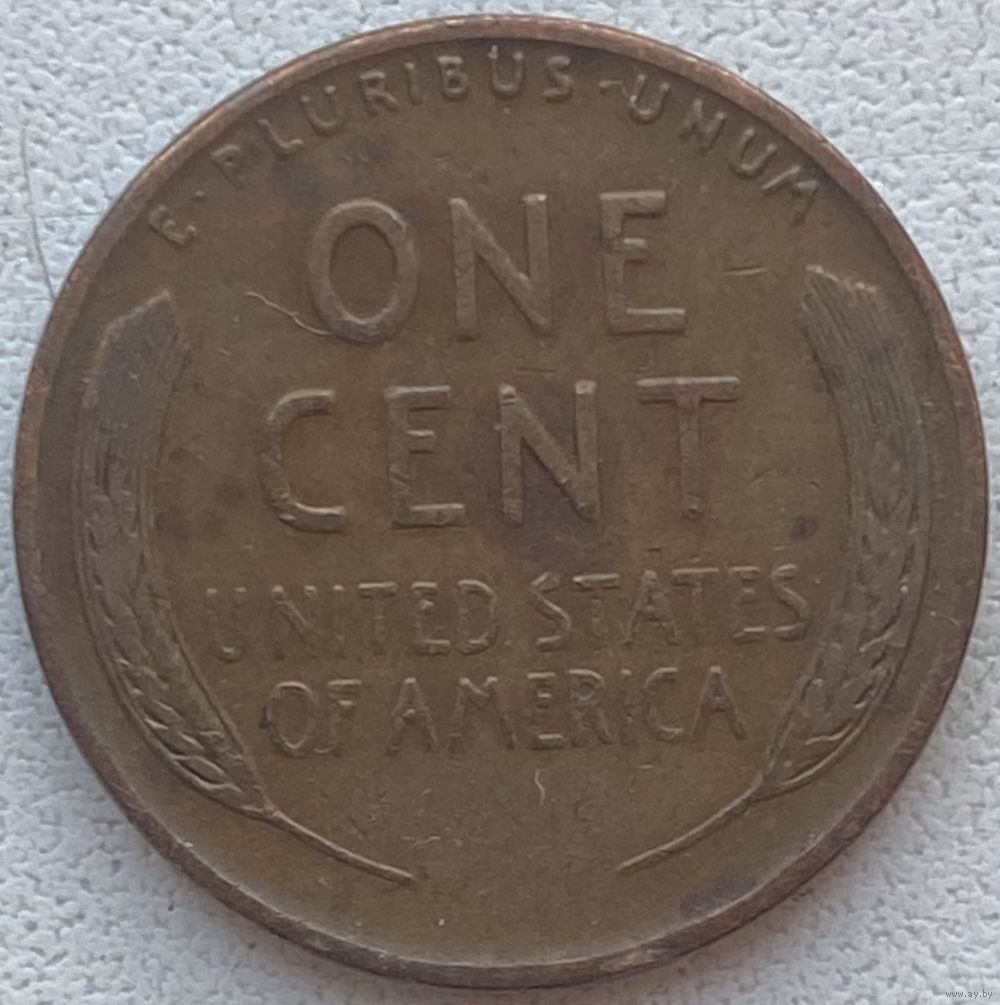 E·PLURIBUS·UNUM
ONE
CENT
UNITED STATES
OF AMERICA
www.ay.by